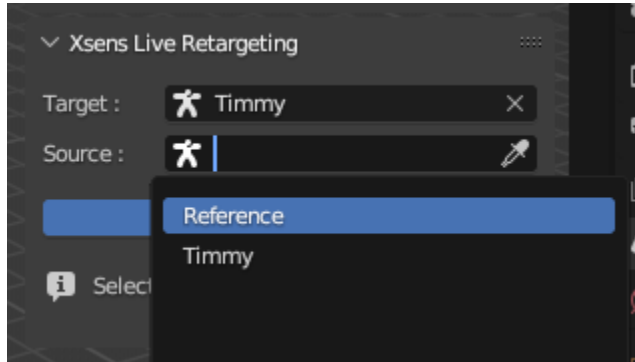 Xsens Live Retargeting
Target : Timmy
Source :
Reference
Timmy
Select